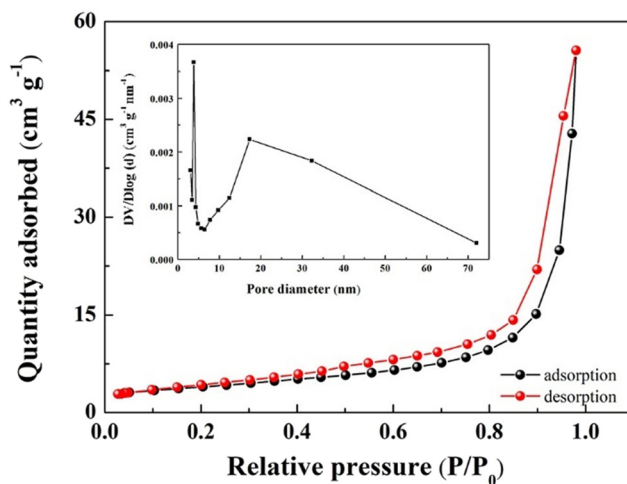 Quantity adsorbed (cm³ g⁻¹)
60
45
30
15
0
0.0 0.2 0.4 0.6 0.8 1.0
Relative pressure (P/P₀)
adsorption
desorption
DV/Dlog (d) (cm³ g⁻¹ nm⁻¹)
0.004
0.003
0.002
0.001
0.000
0 10 20 30 40 50 60 70
Pore diameter (nm)